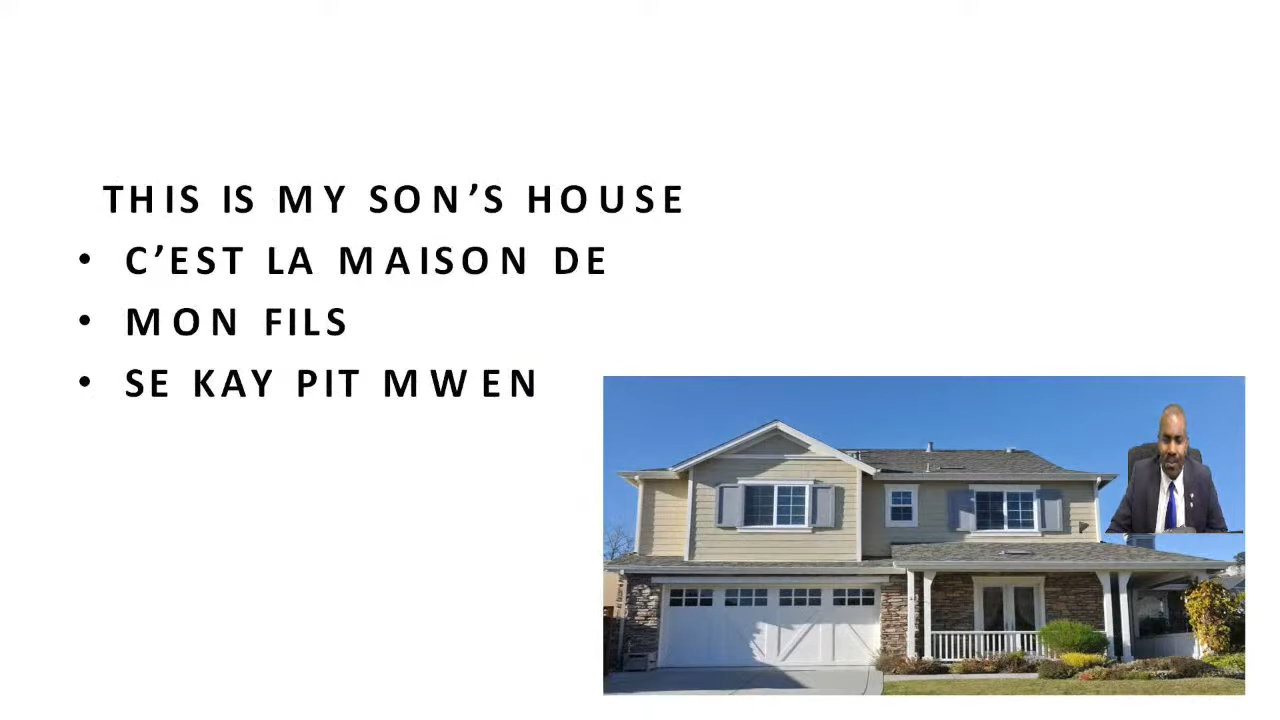 THIS IS MY SON’S HOUSE
• C’EST LA MAISON DE
• MON FILS
• SE KAY PIT MWEN